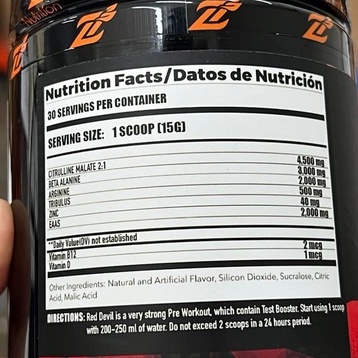 Nutrition
Nutrition Facts/Datos de Nutrición
30 SERVINGS PER CONTAINER
SERVING SIZE: 1 SCOOP (15G)
CITRULLINE MALATE 2:1 4,500 mg
BETA ALANINE 3,000 mg
ARGININE 2,000 mg
TRIBULUS 500 mg
ZINC 40 mg
EAAS 2,000 mg
**Daily Value(DV) not established
Vitamin B12 2 mcg
Vitamin D 1 mcg
Other Ingredients: Natural and Artificial Flavor, Silicon Dioxide, Sucralose, Citric
Acid, Malic Acid
DIRECTIONS: Red Devil is a very strong Pre Workout, which contain Test Booster. Start using 1 scoop
with 200-250 ml of water. Do not exceed 2 scoops in a 24 hours period.